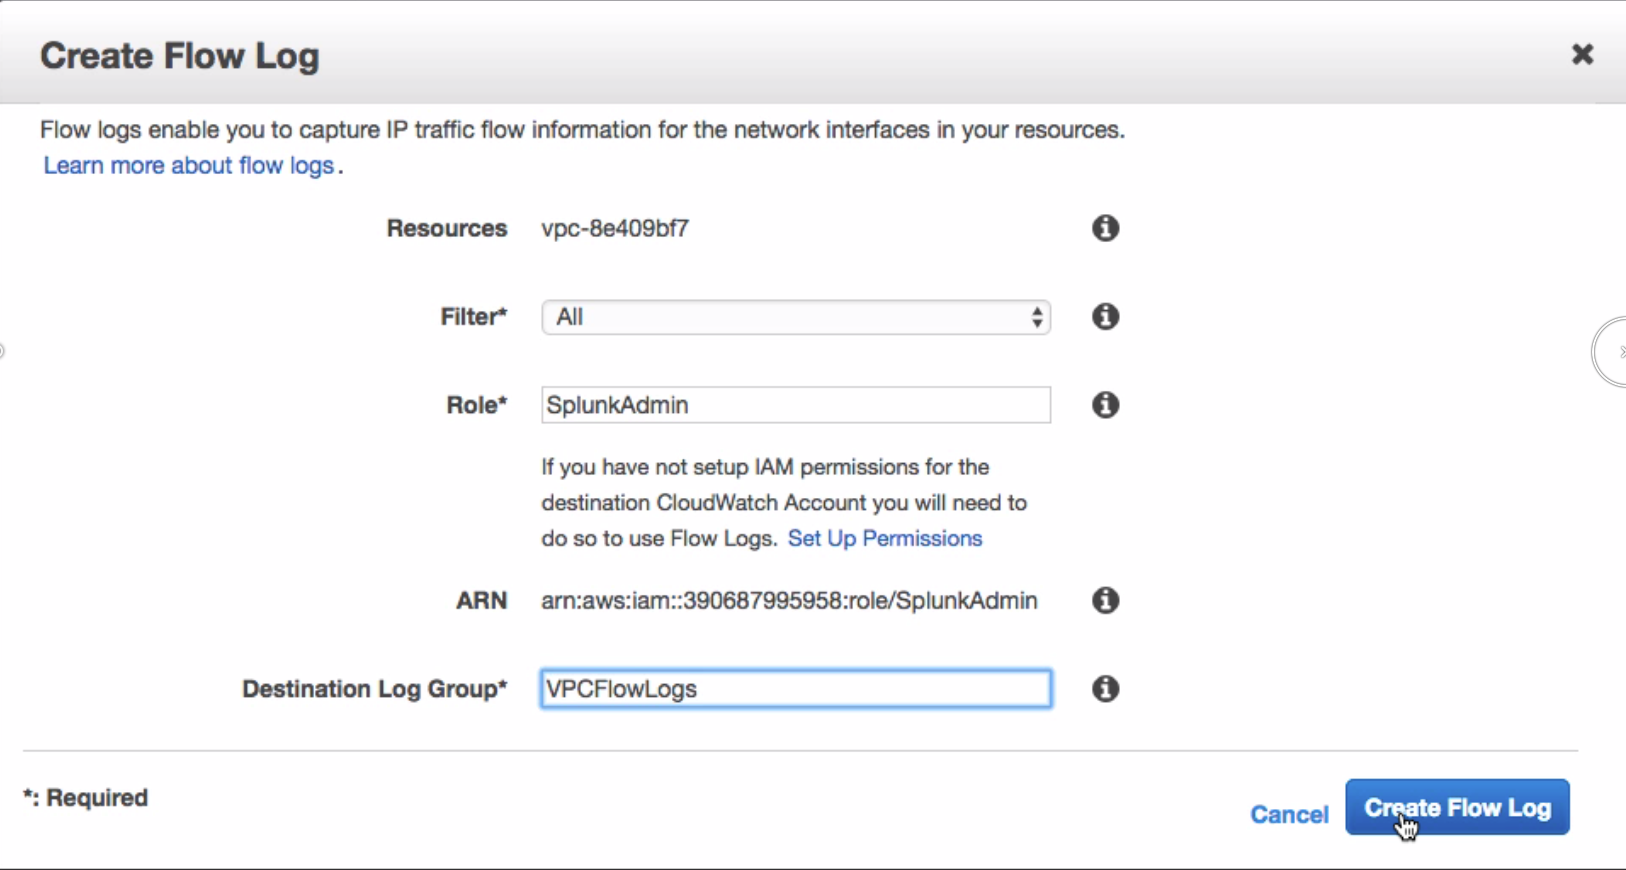 Create Flow Log
Flow logs enable you to capture IP traffic flow information for the network interfaces in your resources.
Learn more about flow logs.
Resources vpc-8e409bf7
Filter* All
Role* SplunkAdmin
If you have not setup IAM permissions for the
destination CloudWatch Account you will need to
do so to use Flow Logs. Set Up Permissions
ARN arn:aws:iam::390687995958:role/SplunkAdmin
Destination Log Group* VPCFlowLogs
*: Required
Cancel Create Flow Log